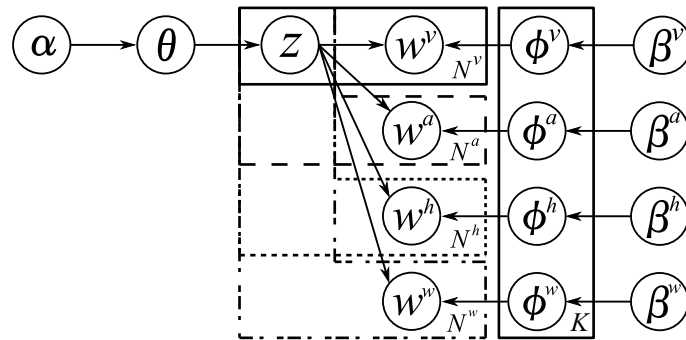 α θ z w^v N^v ϕ^v β^v
w^a N^a ϕ^a β^a
w^h N^h ϕ^h β^h
w^w N^w ϕ^w K β^w